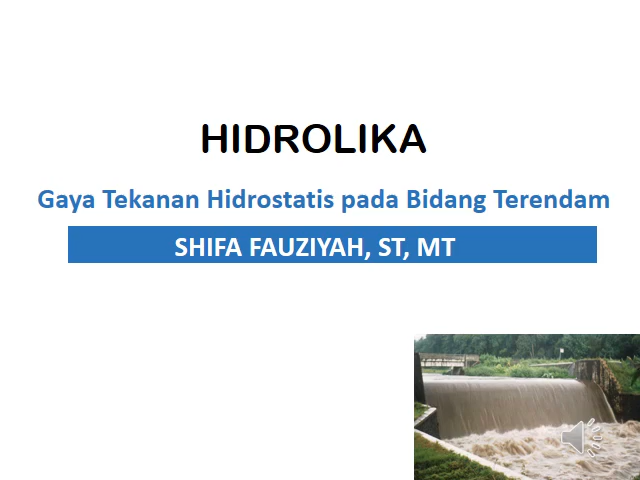 HIDROLIKA
Gaya Tekanan Hidrostatis pada Bidang Terendam
SHIFA FAUZIYAH, ST, MT